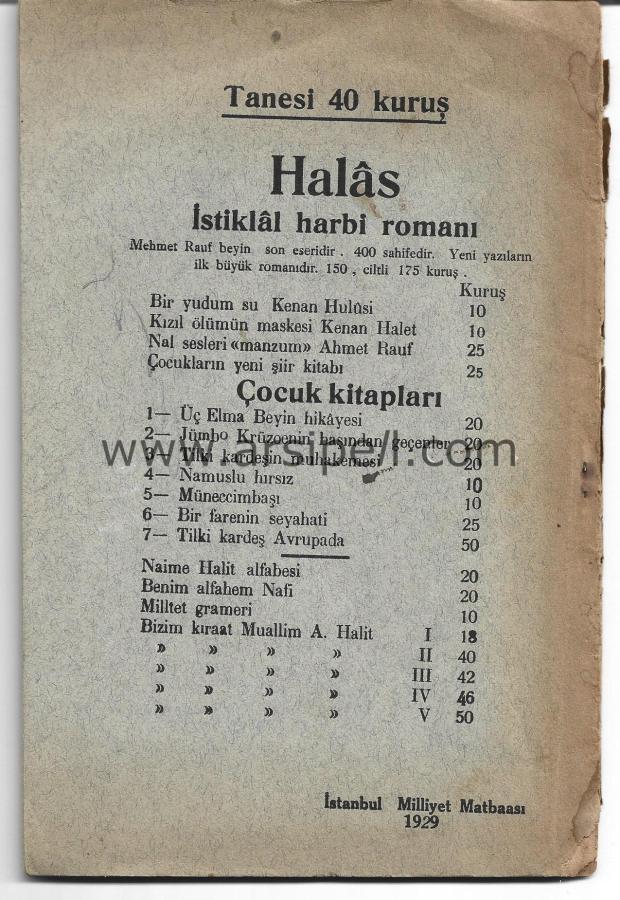 Tanesi 40 kuruş
Halâs
İstiklâl harbi romanı
Mehmet Rauf beyin son eseridir . 400 sahifedir. Yeni yazıların
ilk büyük romanıdır. 150 , ciltli 175 kuruş .
Kuruş
Bir yudum su Kenan Hulûsi 10
Kızıl ölümün maskesi Kenan Halet 10
Nal sesleri «manzum» Ahmet Rauf 25
Çocukların yeni şiir kitabı 25
Çocuk kitapları
1— Üç Elma Beyin hikâyesi 20
2— Jümbo Krüzoenin başından geçenler 20
www.arsipel.com
3— Tilki kardeşin muhakemesi 20
4— Namuslu hırsız 10
5— Müneccimbaşı 10
6— Bir farenin seyahati 25
7— Tilki kardeş Avrupada 50
Naime Halit alfabesi 20
Benim alfahem Nafi 20
Milltet grameri 10
Bizim kıraat Muallim A. Halit I 18
» » » » II 40
» » » » III 42
» » » » IV 46
» » » » V 50
İstanbul Milliyet Matbaası
1929